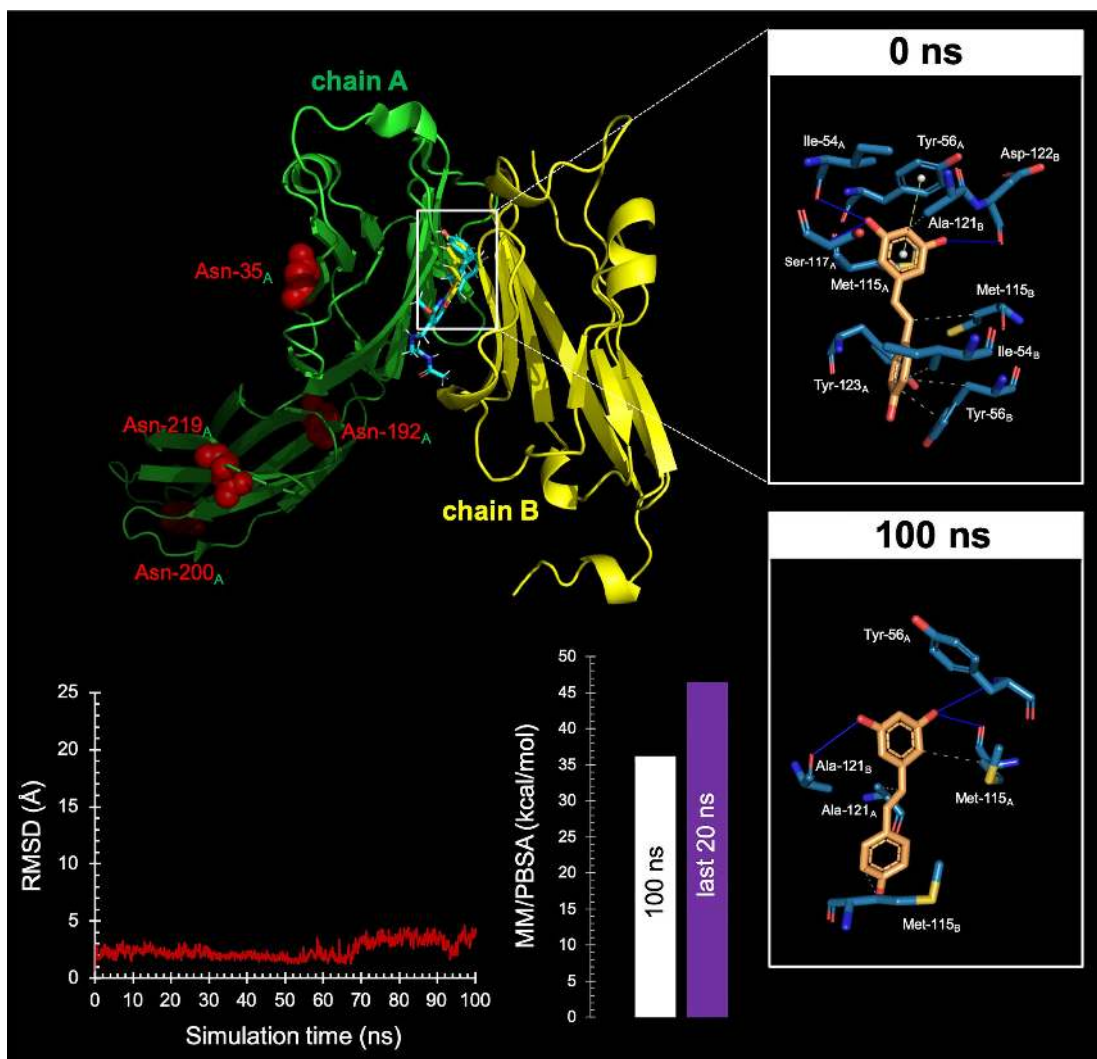 chain A
Asn-35A
Asn-219A
Asn-192A
Asn-200A
chain B
0 ns
Ile-54A
Tyr-56A
Asp-122B
Ala-121B
Ser-117A
Met-115A
Met-115B
Ile-54B
Tyr-123A
Tyr-56B
100 ns
Tyr-56A
Ala-121B
Met-115A
Ala-121A
Met-115B
RMSD (Å)
25
20
15
10
5
0
0 10 20 30 40 50 60 70 80 90 100
Simulation time (ns)
MM/PBSA (kcal/mol)
50
45
40
35
30
25
20
15
10
5
0
100 ns
last 20 ns